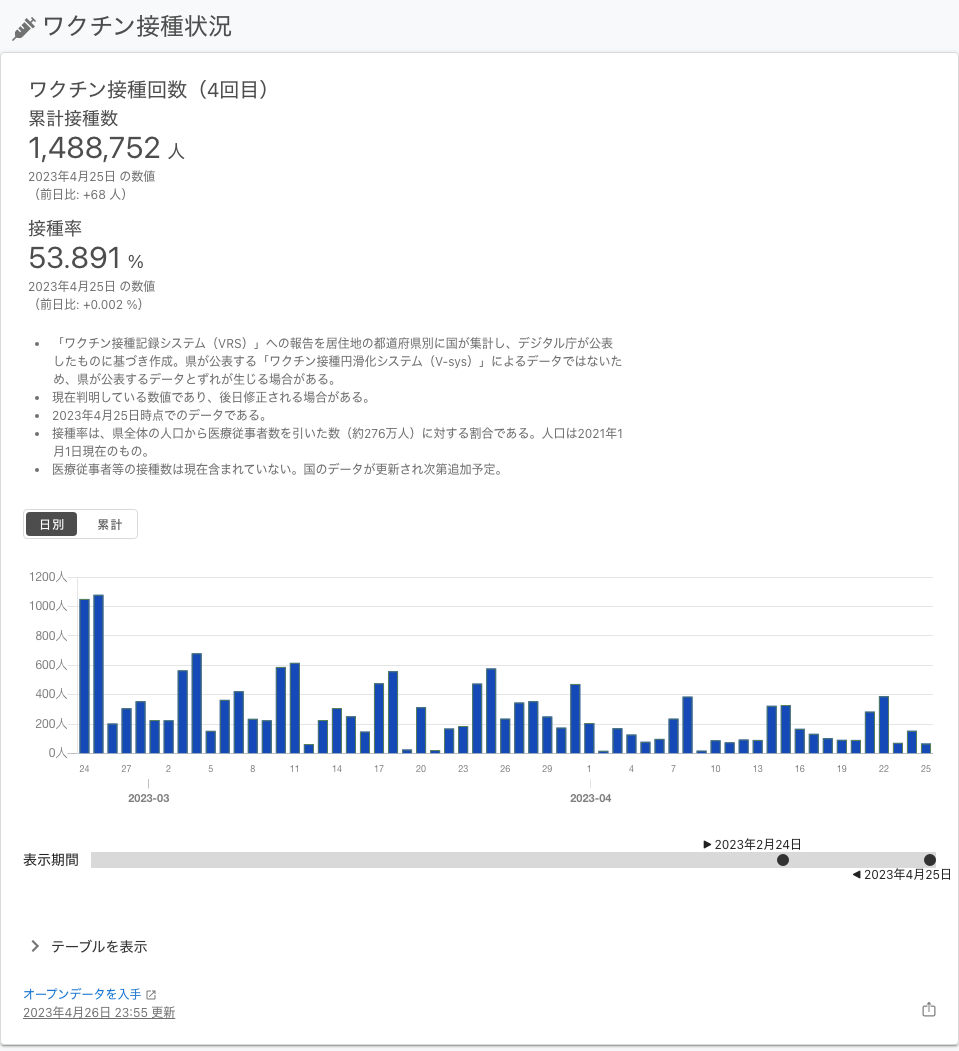 ワクチン接種状況
ワクチン接種回数（4回目）
累計接種数
1,488,752 人
2023年4月25日 の数値
（前日比: +68 人）
接種率
53.891 %
2023年4月25日 の数値
（前日比: +0.002 %）
• 「ワクチン接種記録システム（VRS）」への報告を居住地の都道府県別に国が集計し、デジタル庁が公表
したものに基づき作成。県が公表する「ワクチン接種円滑化システム（V-sys）」によるデータではないた
め、県が公表するデータとずれが生じる場合がある。
• 現在判明している数値であり、後日修正される場合がある。
• 2023年4月25日時点でのデータである。
• 接種率は、県全体の人口から医療従事者数を引いた数（約276万人）に対する割合である。人口は2021年1
月1日現在のもの。
• 医療従事者等の接種数は現在含まれていない。国のデータが更新され次第追加予定。
日別 累計
1200人
1000人
800人
600人
400人
200人
0人
24 27 2 5 8 11 14 17 20 23 26 29 1 4 7 10 13 16 19 22 25
2023-03 2023-04
▶ 2023年2月24日
表示期間
◀ 2023年4月25日
テーブルを表示
オープンデータを入手
2023年4月26日 23:55 更新